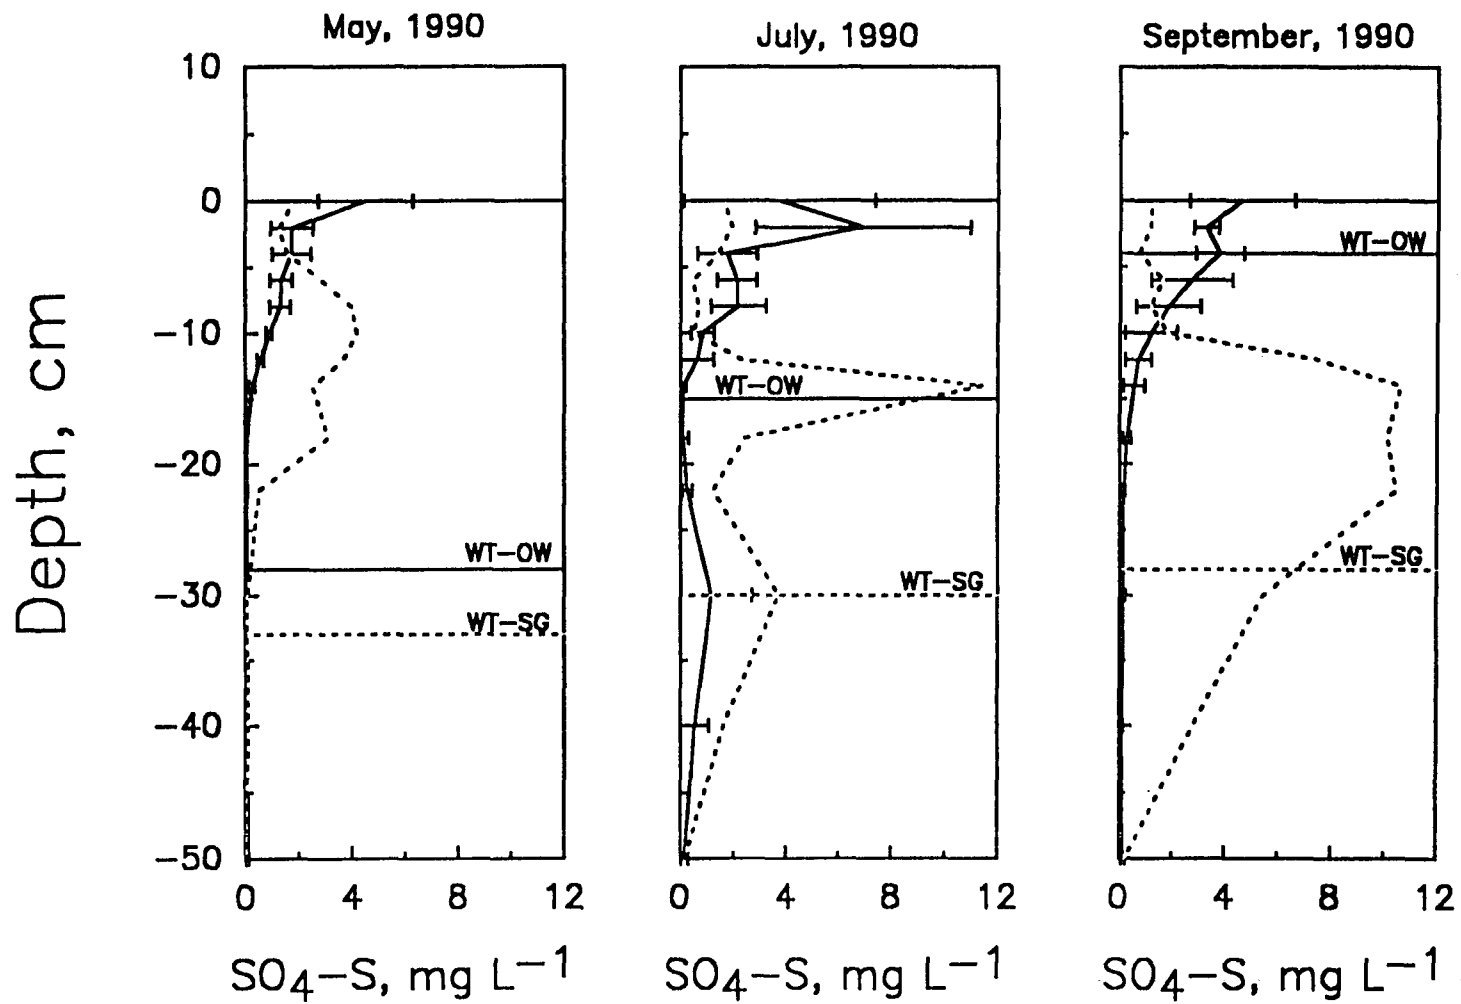 May, 1990
July, 1990
September, 1990
10
0
−10
−20
−30
−40
−50
Depth, cm
WT−OW
WT−SG
WT−OW
WT−SG
WT−OW
WT−SG
0 4 8 12
0 4 8 12
0 4 8 12
SO₄−S, mg L⁻¹
SO₄−S, mg L⁻¹
SO₄−S, mg L⁻¹